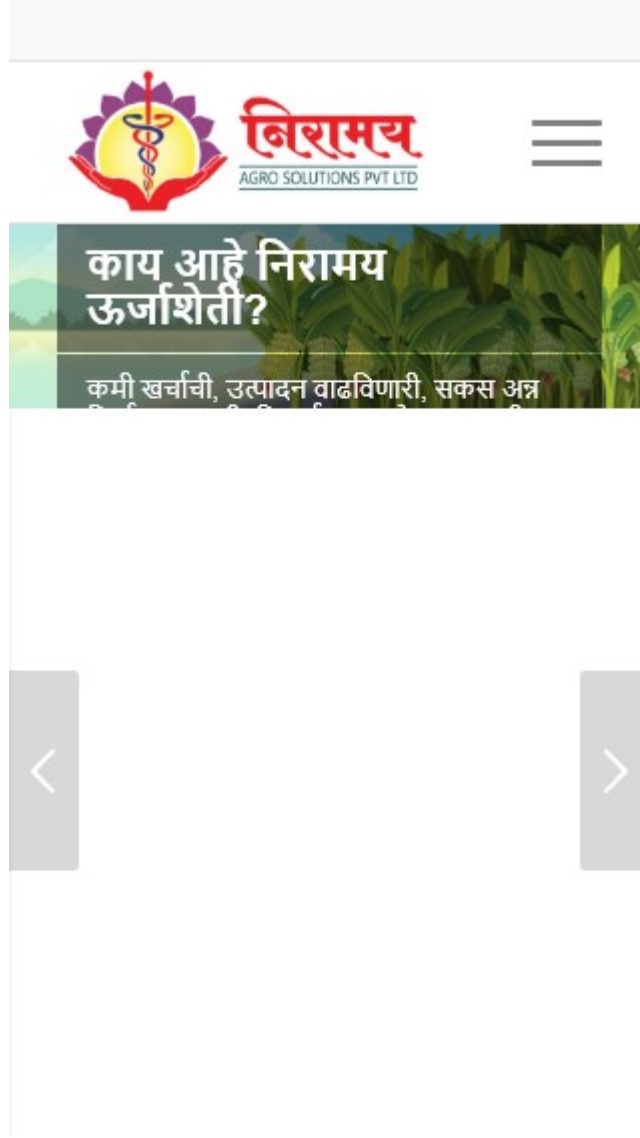 निरामय
AGRO SOLUTIONS PVT LTD
काय आहे निरामय
ऊर्जाशेती?
कमी खर्चाची, उत्पादन वाढविणारी, सकस अन्न